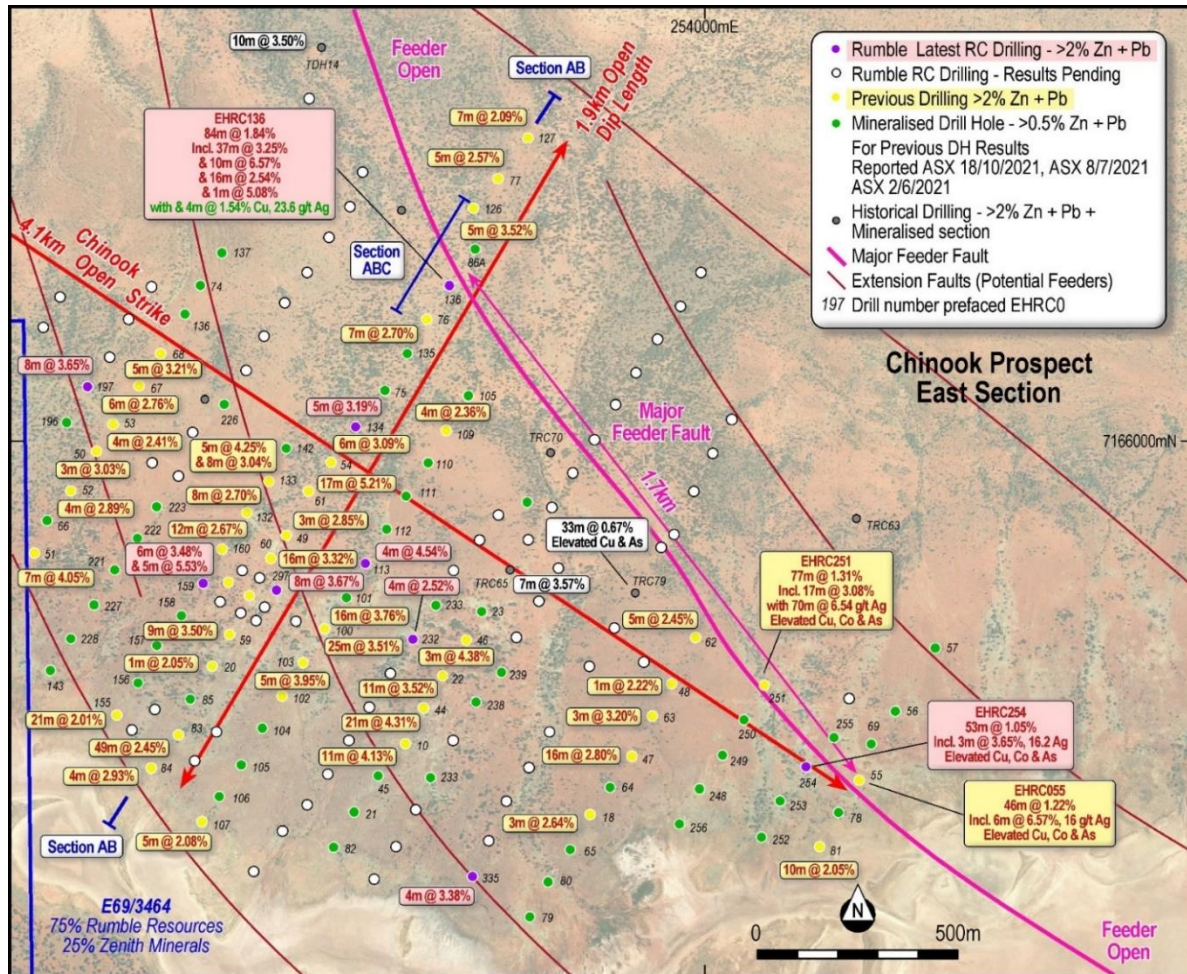 254000mE
10m @ 3.50%
TDH14
Feeder
Open
Section AB
1.9km Open
Dip Length
Rumble Latest RC Drilling - >2% Zn + Pb
Rumble RC Drilling - Results Pending
Previous Drilling >2% Zn + Pb
Mineralised Drill Hole - >0.5% Zn + Pb
For Previous DH Results
Reported ASX 18/10/2021, ASX 8/7/2021
ASX 2/6/2021
Historical Drilling - >2% Zn + Pb +
Mineralised section
Major Feeder Fault
Extension Faults (Potential Feeders)
197 Drill number prefaced EHRC0
EHRC136
84m @ 1.84%
Incl. 37m @ 3.25%
& 10m @ 6.57%
& 16m @ 2.54%
& 1m @ 5.08%
with & 4m @ 1.54% Cu, 23.6 g/t Ag
7m @ 2.09%
127
5m @ 2.57%
77
126
5m @ 3.52%
86A
136
Section
ABC
4.1km Open Strike
Chinook
137
74
136
76
7m @ 2.70%
135
Chinook Prospect
East Section
8m @ 3.65%
197
68
5m @ 3.21%
67
6m @ 2.76%
53
226
75
105
5m @ 3.19%
134
4m @ 2.36%
109
Major
Feeder Fault
1.7km
7166000mN
196
4m @ 2.41%
50
3m @ 3.03%
52
4m @ 2.89%
66
51
7m @ 4.05%
5m @ 4.25%
& 8m @ 3.04%
142
6m @ 3.09%
54
17m @ 5.21%
133
61
110
111
TRC70
8m @ 2.70%
132
223
222
12m @ 2.67%
3m @ 2.85%
49
112
33m @ 0.67%
Elevated Cu & As
TRC63
221
6m @ 3.48%
& 5m @ 5.53%
160
60
16m @ 3.32%
113
4m @ 4.54%
159
297
8m @ 3.67%
4m @ 2.52%
TRC65
7m @ 3.57%
TRC79
EHRC251
77m @ 1.31%
Incl. 17m @ 3.08%
with 70m @ 6.54 g/t Ag
Elevated Cu, Co & As
227
158
101
16m @ 3.76%
233
23
5m @ 2.45%
62
228
157
9m @ 3.50%
59
100
25m @ 3.51%
232
46
3m @ 4.38%
57
143
1m @ 2.05%
20
103
5m @ 3.95%
102
11m @ 3.52%
22
239
1m @ 2.22%
48
251
156
155
85
21m @ 2.01%
83
104
21m @ 4.31%
44
238
3m @ 3.20%
63
250
255
69
56
EHRC254
53m @ 1.05%
Incl. 3m @ 3.65%, 16.2 Ag
Elevated Cu, Co & As
49m @ 2.45%
11m @ 4.13%
10
16m @ 2.80%
47
249
254
55
4m @ 2.93%
84
105
45
233
64
248
253
78
EHRC055
46m @ 1.22%
Incl. 6m @ 6.57%, 16 g/t Ag
Elevated Cu, Co & As
106
107
5m @ 2.08%
21
3m @ 2.64%
18
256
252
81
10m @ 2.05%
Section AB
82
65
4m @ 3.38%
335
80
79
E69/3464
75% Rumble Resources
25% Zenith Minerals
N
0
500m
Feeder
Open